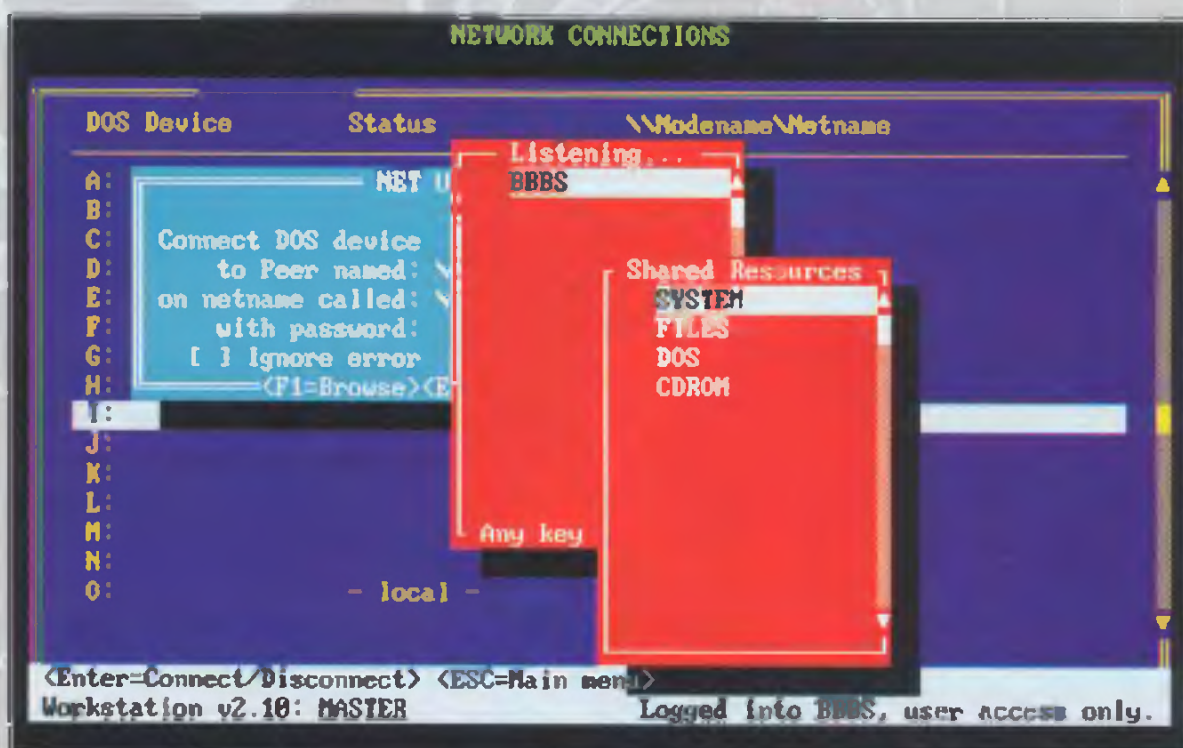 NETWORK CONNECTIONS
DOS Device Status \\Nodename\Netname
Listening...
BBBS
A:
B:
C:
D:
E:
F:
G:
H:
I:
J:
K:
L:
M:
N:
O: - local -
NET U
Connect DOS device
to Peer named: \
on netname called: \
with password:
[ ] Ignore error
<F1=Browse><E
Any key
Shared Resources
SYSTEM
FILES
DOS
CDROM
<Enter=Connect/Disconnect> <ESC=Main menu>
Workstation v2.10: MASTER Logged into BBBS, user access only.